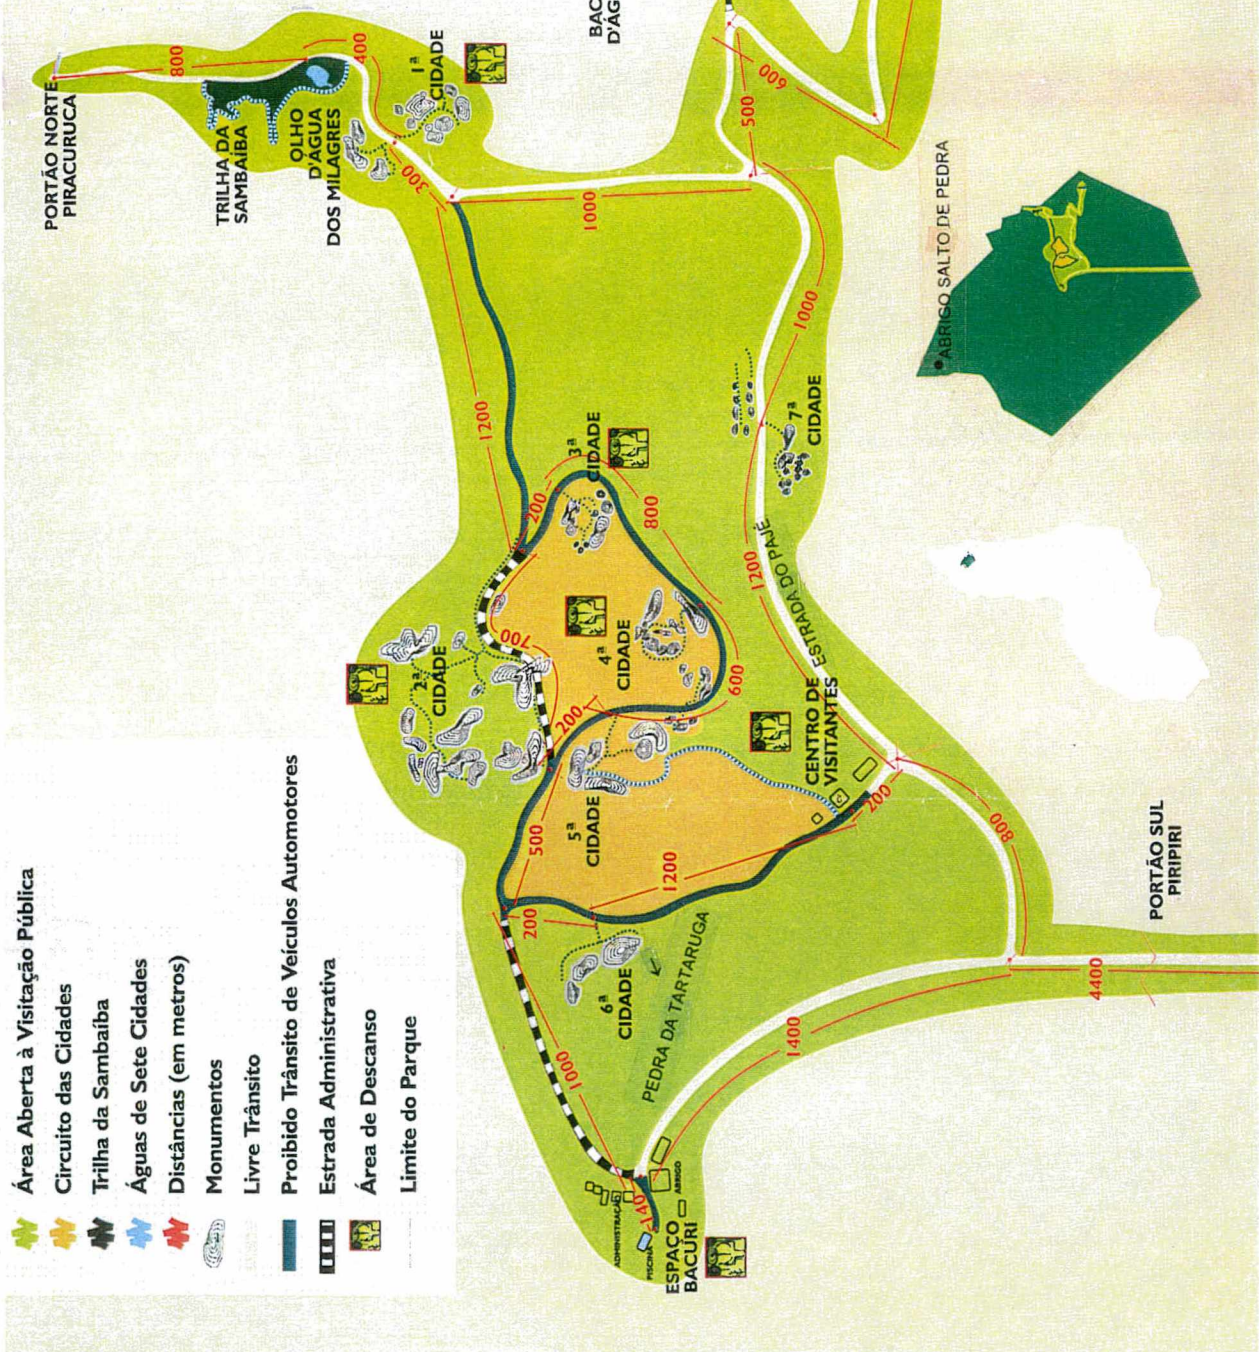 Área Aberta à Visitação Pública
Circuito das Cidades
Trilha da Sambaíba
Águas de Sete Cidades
Distâncias (em metros)
Monumentos
Livre Trânsito
Proibido Trânsito de Veículos Automotores
Estrada Administrativa
Área de Descanso
Limite do Parque
PORTÃO NORTE
PIRACURUCA
800
TRILHA DA
SAMBAÍBA
OLHO
D'AGUA
DOS MILAGRES
400
1ª
CIDADE
300
1200
1000
BAC
D'ÁG
500
600
2ª
CIDADE
700
200
3ª
CIDADE
800
4ª
CIDADE
200
600
5ª
CIDADE
500
1200
200
6ª
CIDADE
PEDRA DA TARTARUGA
1000
1000
7ª
CIDADE
1200
ESTRADA DO PAJÉ
CENTRO DE
VISITANTES
200
800
1400
4400
ADMINISTRAÇÃO
PISCINA
140
ABRIGO
ESPAÇO
BACURI
ABRIGO SALTO DE PEDRA
PORTÃO SUL
PIRIPIRI